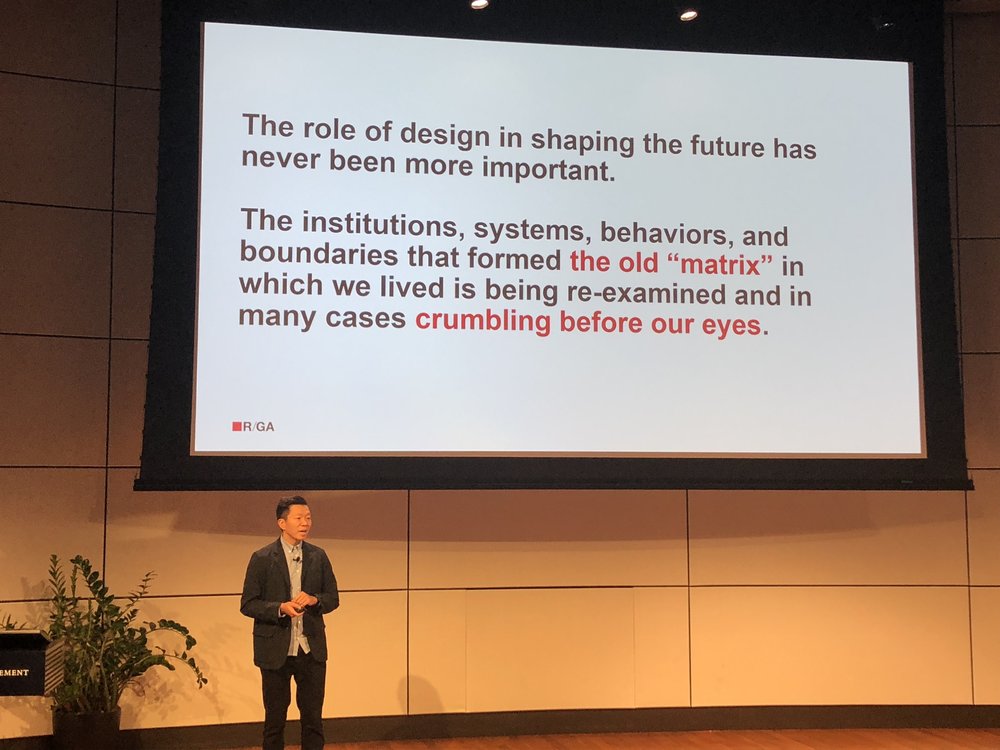 The role of design in shaping the future has
never been more important.
The institutions, systems, behaviors, and
boundaries that formed the old “matrix” in
which we lived is being re-examined and in
many cases crumbling before our eyes.
R/GA
EMENT